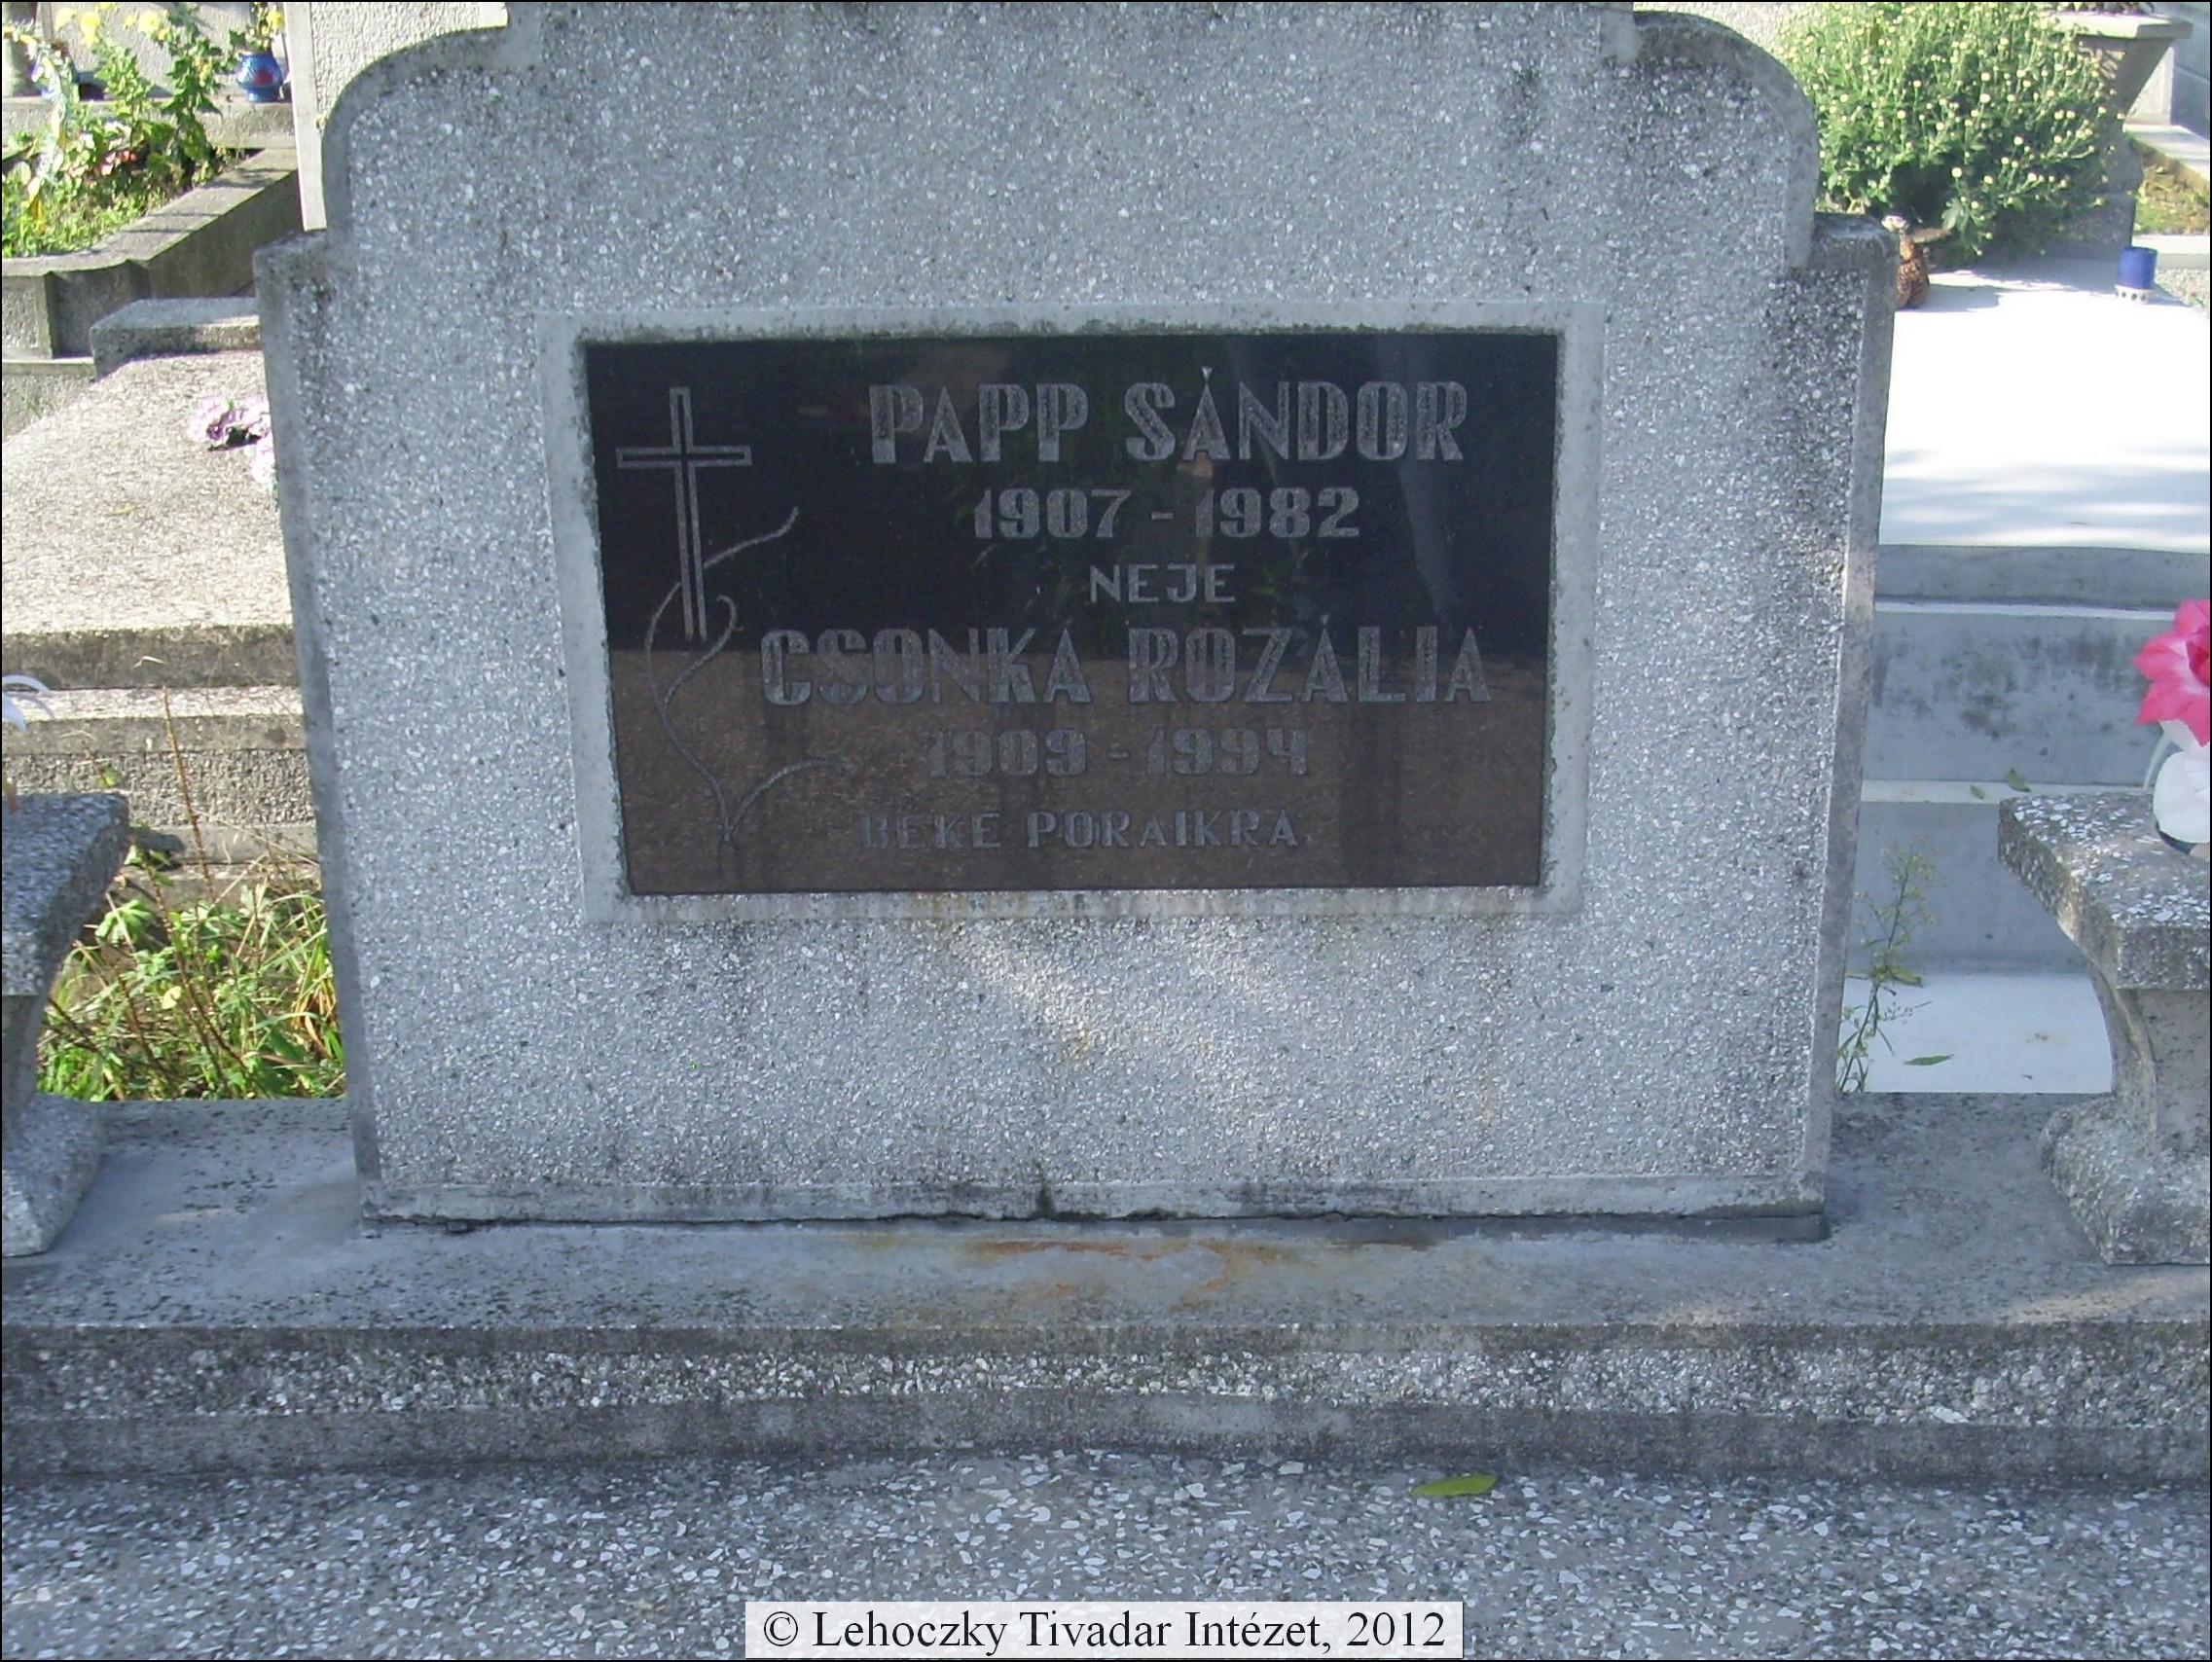 PAPP SÁNDOR
1907 - 1982
NEJE
CSONKA ROZÁLIA
1909 - 1994
BÉKE PORAIKRA
© Lehoczky Tivadar Intézet, 2012